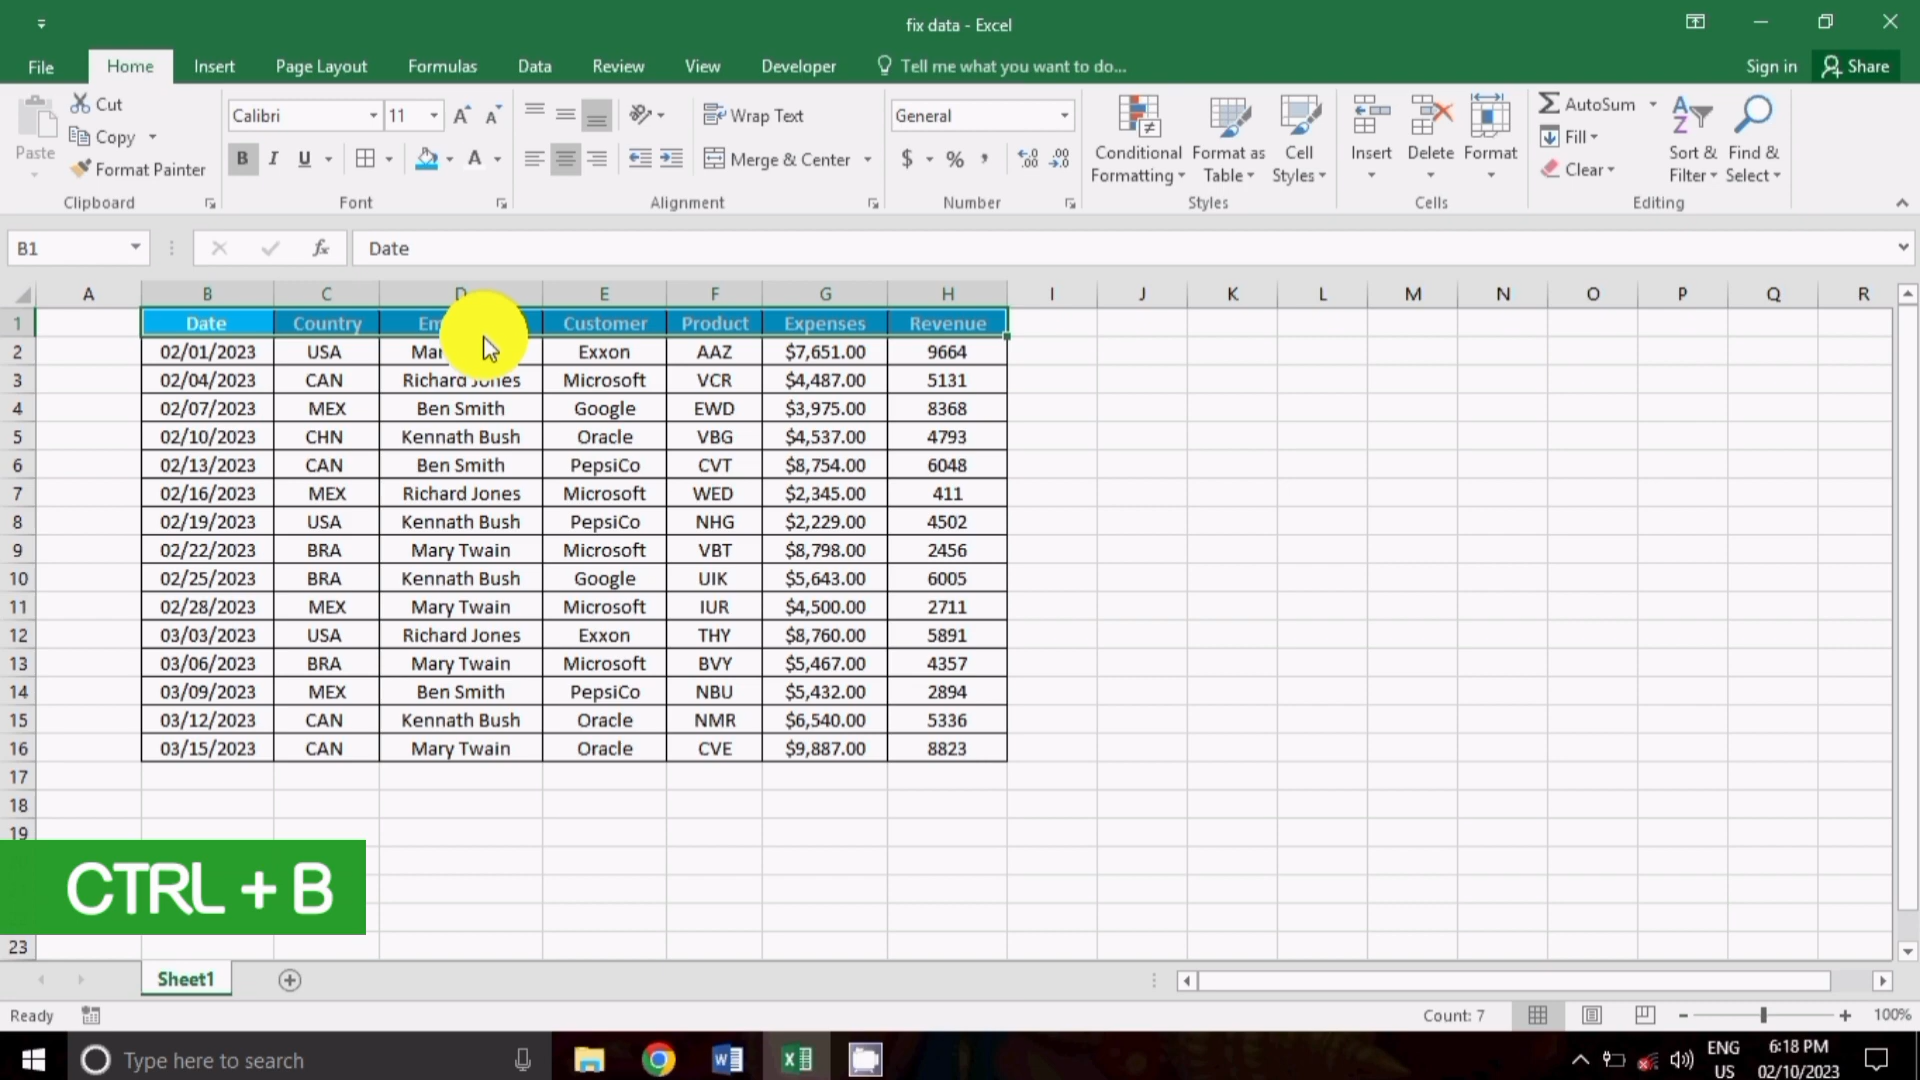 fix data - Excel
File Home Insert Page Layout Formulas Data Review View Developer Tell me what you want to do... Sign in Share
Paste Cut
Copy
Format Painter
Clipboard
Calibri 11
B I U
Font
Wrap Text
Merge & Center
Alignment
General
$ % ,
Number
Conditional Formatting
Format as Table
Cell Styles
Styles
Insert Delete Format
Cells
AutoSum
Fill
Clear
Sort & Filter
Find & Select
Editing
B1 fx Date
A B C D E F G H I J K L M N O P Q R
1 Date Country Customer Product Expenses Revenue
2 02/01/2023 USA Exxon AAZ $7,651.00 9664
3 02/04/2023 CAN Richard Jones Microsoft VCR $4,487.00 5131
4 02/07/2023 MEX Ben Smith Google EWD $3,975.00 8368
5 02/10/2023 CHN Kennath Bush Oracle VBG $4,537.00 4793
6 02/13/2023 CAN Ben Smith PepsiCo CVT $8,754.00 6048
7 02/16/2023 MEX Richard Jones Microsoft WED $2,345.00 411
8 02/19/2023 USA Kennath Bush PepsiCo NHG $2,229.00 4502
9 02/22/2023 BRA Mary Twain Microsoft VBT $8,798.00 2456
10 02/25/2023 BRA Kennath Bush Google UIK $5,643.00 6005
11 02/28/2023 MEX Mary Twain Microsoft IUR $4,500.00 2711
12 03/03/2023 USA Richard Jones Exxon THY $8,760.00 5891
13 03/06/2023 BRA Mary Twain Microsoft BVY $5,467.00 4357
14 03/09/2023 MEX Ben Smith PepsiCo NBU $5,432.00 2894
15 03/12/2023 CAN Kennath Bush Oracle NMR $6,540.00 5336
16 03/15/2023 CAN Mary Twain Oracle CVE $9,887.00 8823
17
18
19
CTRL + B
23
Sheet1
Ready Count: 7 100%
Type here to search ENG US 6:18 PM 02/10/2023